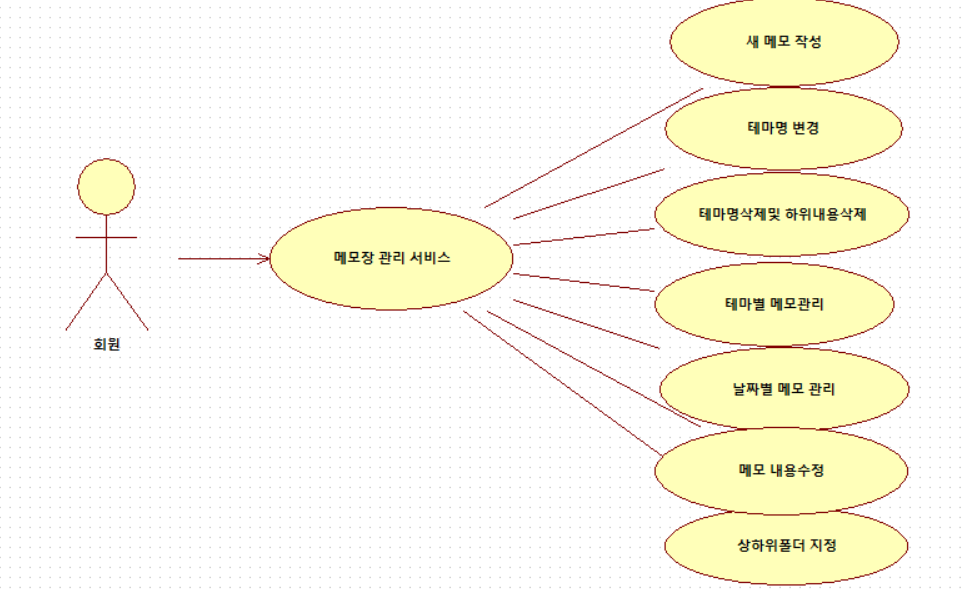 새 메모 작성
테마명 변경
테마명삭제및 하위내용삭제
메모장 관리 서비스
테마별 메모관리
회원
날짜별 메모 관리
메모 내용수정
상하위폴더 지정